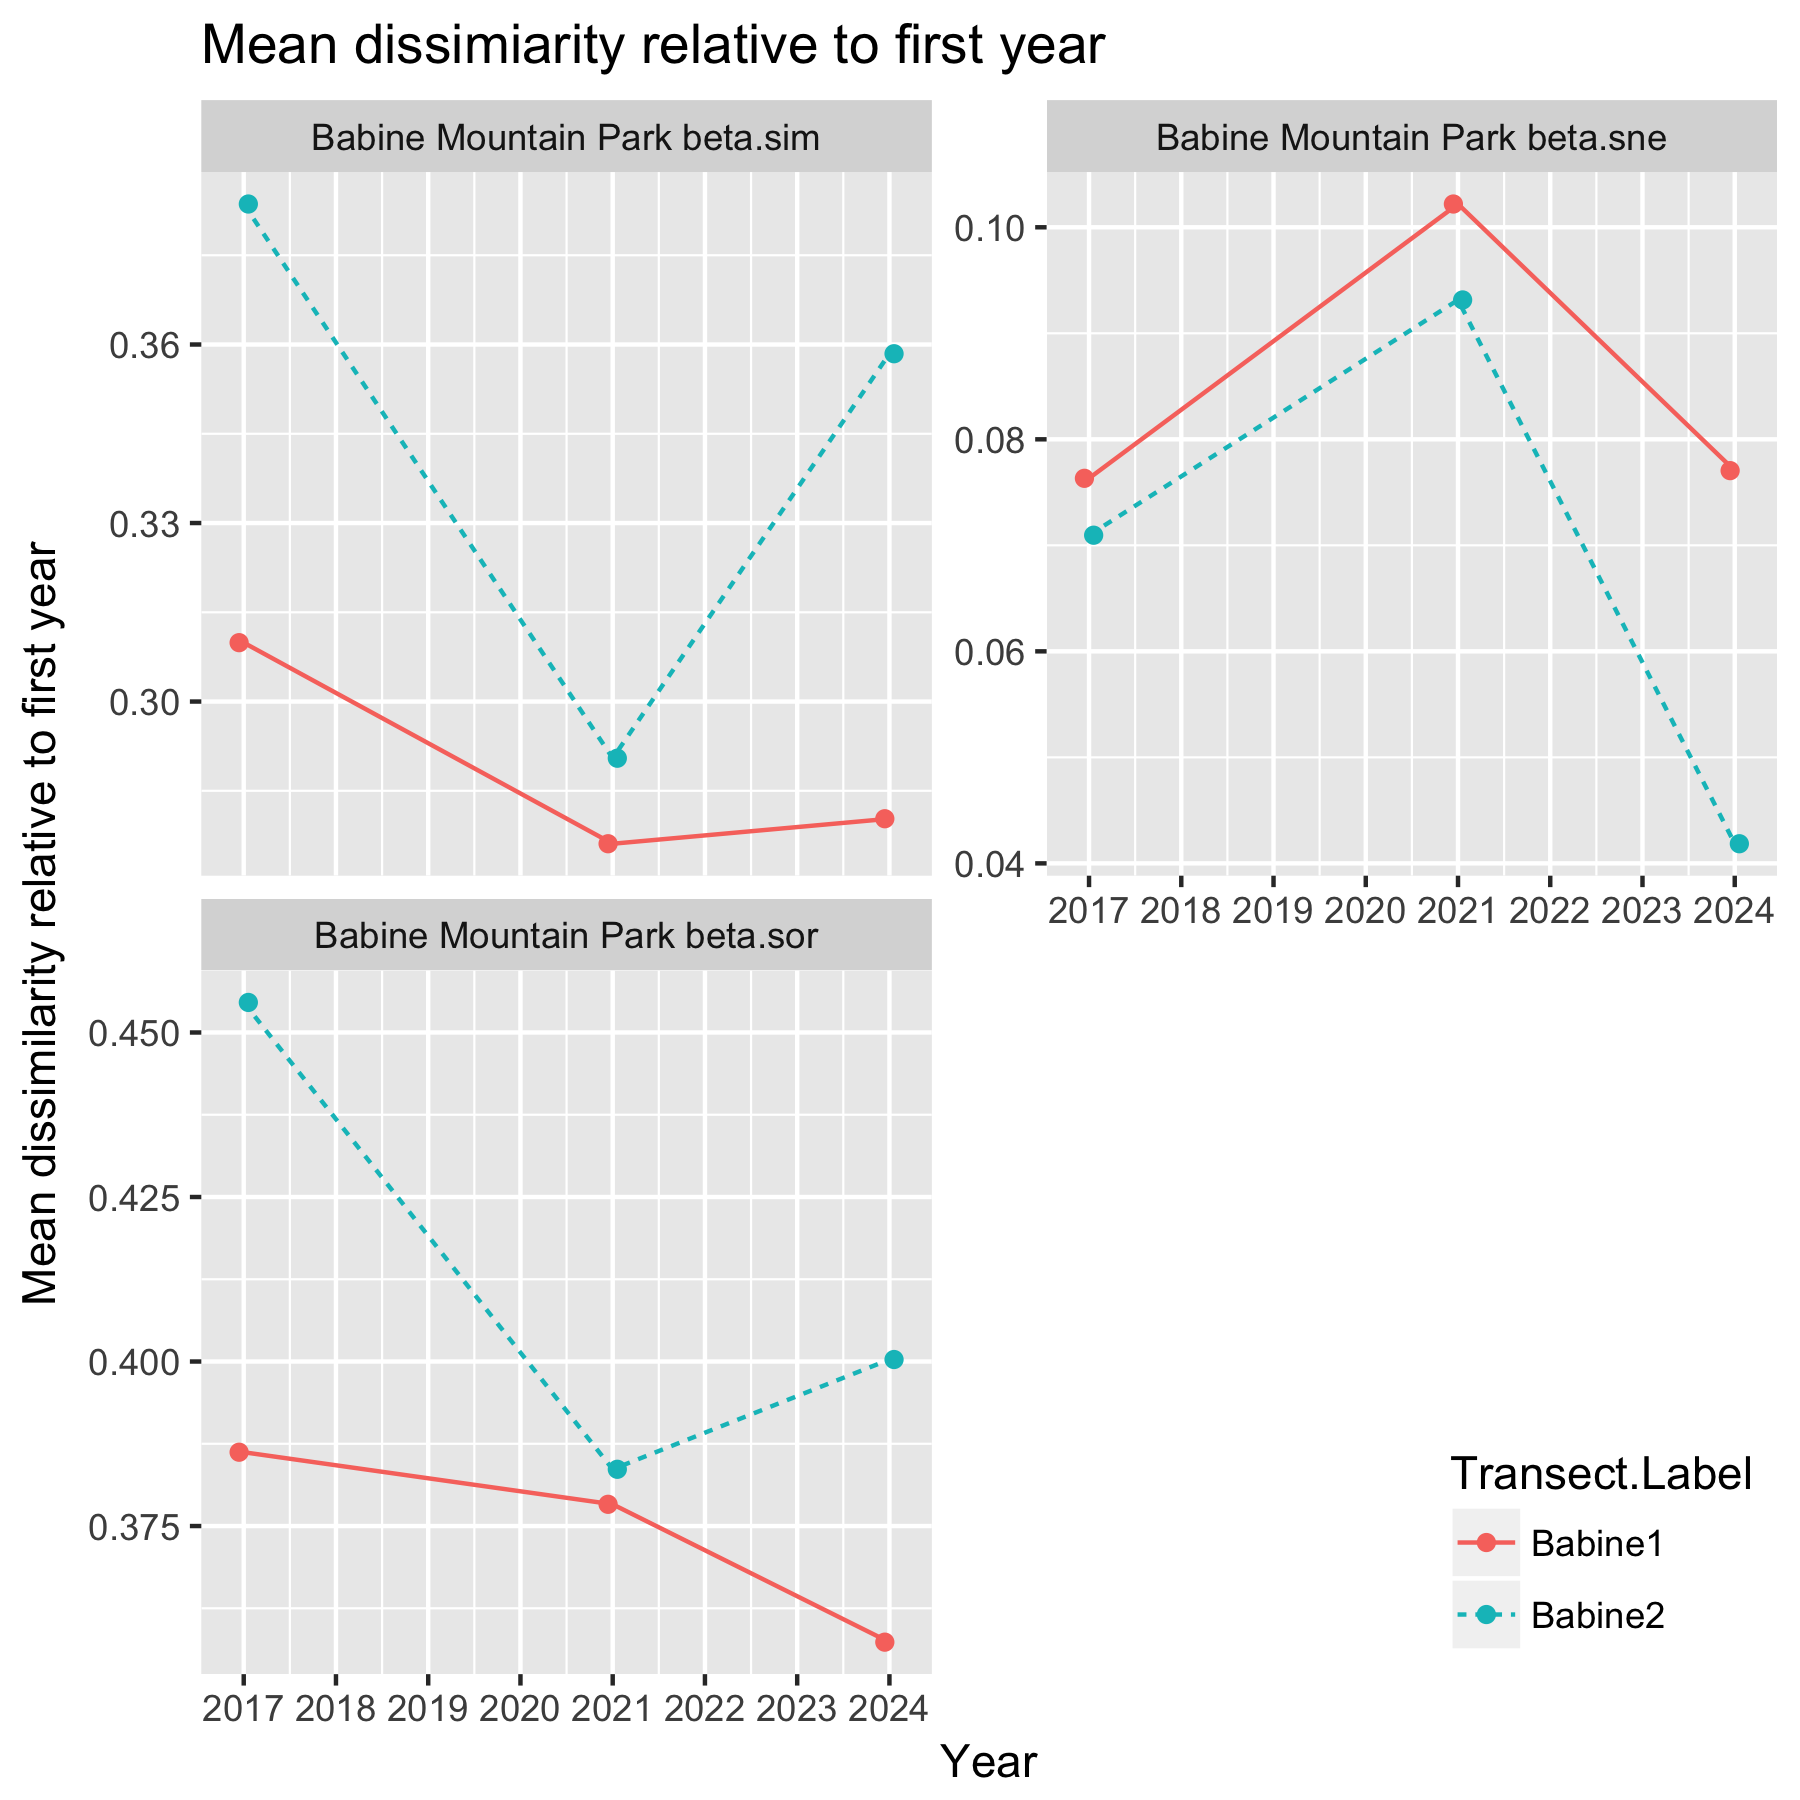 Mean dissimiarity relative to first year
Babine Mountain Park beta.sim
Babine Mountain Park beta.sne
0.36
0.33
0.30
0.10
0.08
0.06
0.04
2017 2018 2019 2020 2021 2022 2023 2024
Babine Mountain Park beta.sor
0.450
0.425
0.400
0.375
2017 2018 2019 2020 2021 2022 2023 2024
Mean dissimilarity relative to first year
Year
Transect.Label
Babine1
Babine2